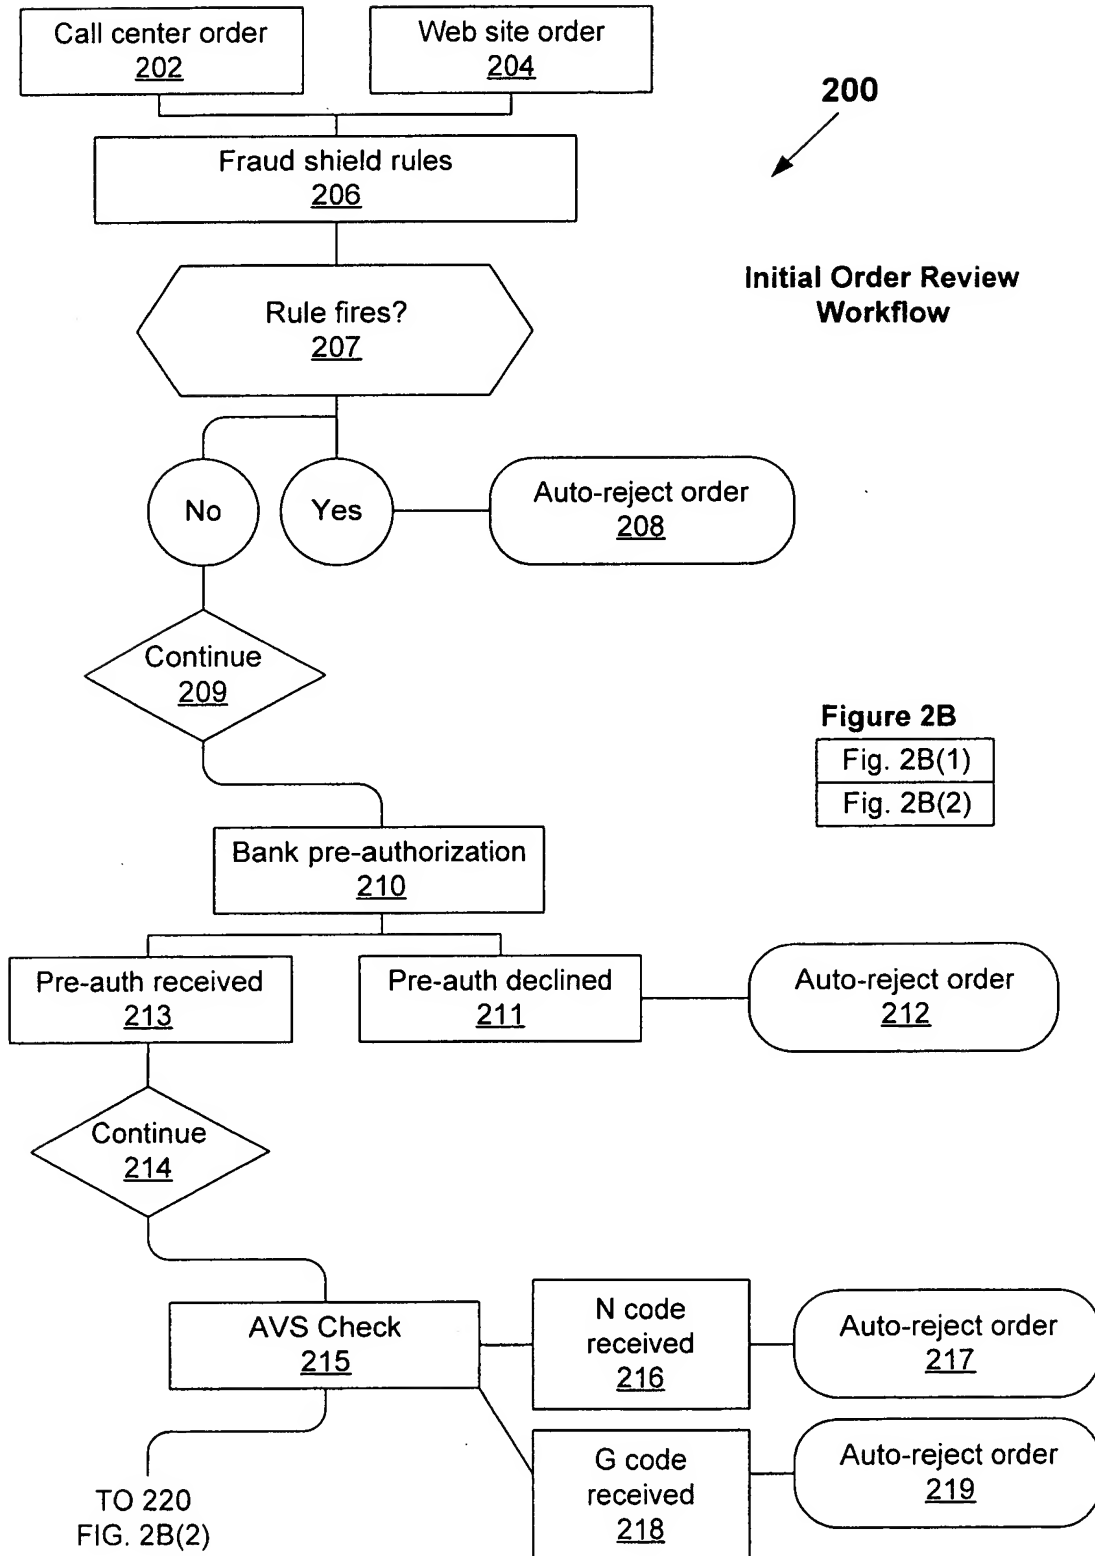 Call center order
202
Web site order
204
200
Fraud shield rules
206
Initial Order Review
Workflow
Rule fires?
207
No
Yes
Auto-reject order
208
Continue
209
Figure 2B
Fig. 2B(1)
Fig. 2B(2)
Bank pre-authorization
210
Pre-auth received
213
Pre-auth declined
211
Auto-reject order
212
Continue
214
AVS Check
215
N code
received
216
Auto-reject order
217
G code
received
218
Auto-reject order
219
TO 220
FIG. 2B(2)